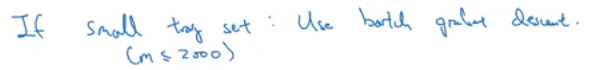 If small tray set : Use batch gradient descent.
(m ≤ 2000)